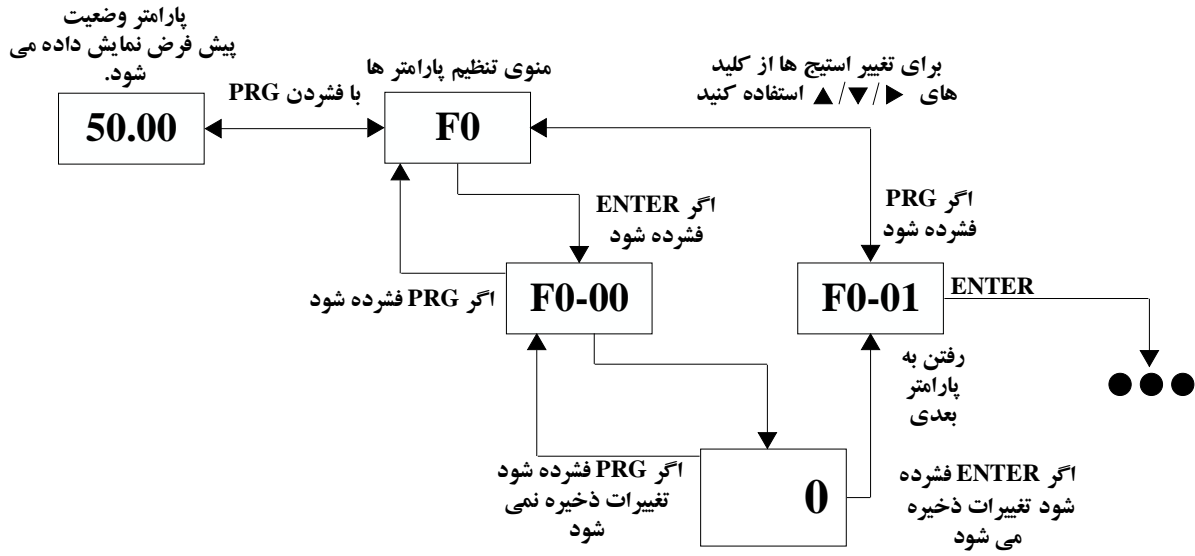 پارامتر وضعیت
پیش فرض نمایش داده می
شود.
50.00
با فشردن PRG
منوی تنظیم پارامتر ها
F0
برای تغییر استیج ها از کلید
های ▲/▼/▶ استفاده کنید
اگر ENTER
فشرده شود
اگر PRG
فشرده شود
F0-00
اگر PRG فشرده شود
F0-01
ENTER
رفتن به
پارامتر
بعدی
●●●
اگر PRG فشرده شود
تغییرات ذخیره نمی
شود
0
اگر ENTER فشرده
شود تغییرات ذخیره
می شود